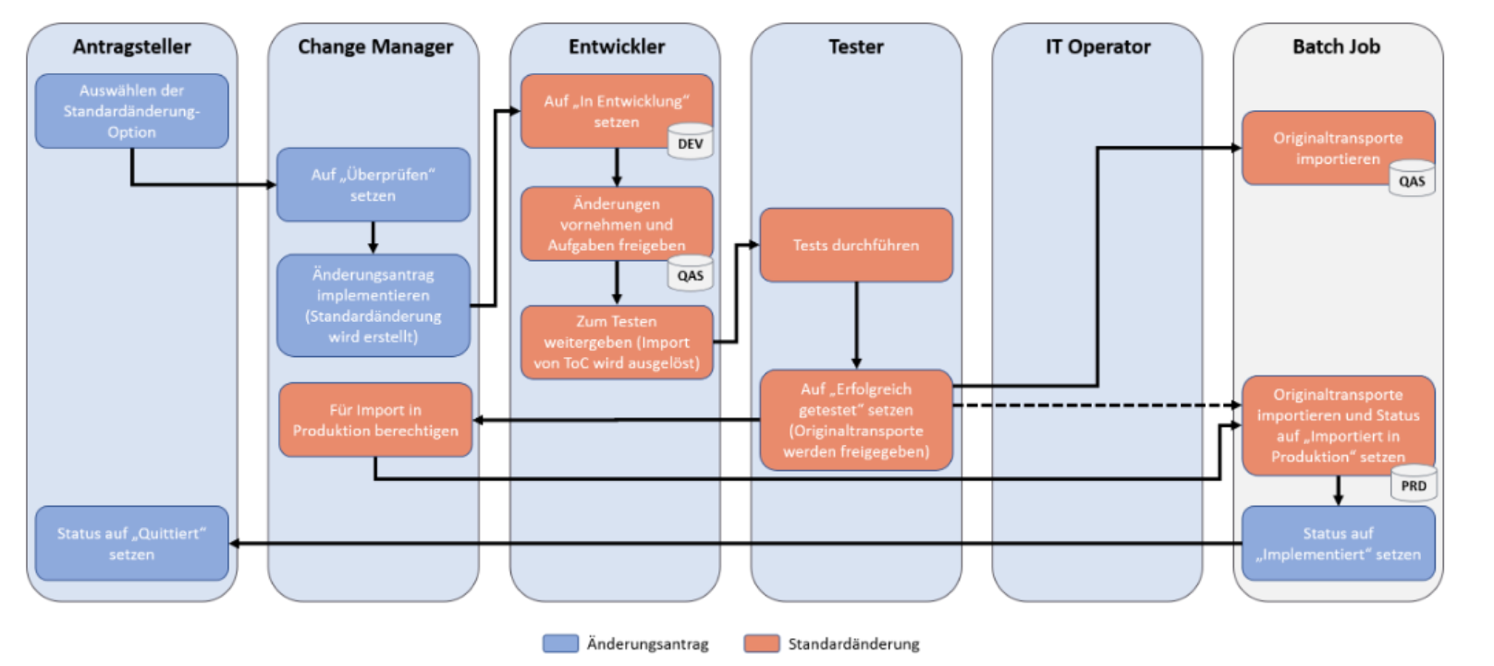 Antragsteller
Auswählen der
Standardänderung-
Option
Status auf „Quittiert“
setzen
Change Manager
Auf „Überprüfen“
setzen
Änderungsantrag
implementieren
(Standardänderung
wird erstellt)
Für Import in
Produktion berechtigen
Entwickler
Auf „In Entwicklung“
setzen
DEV
Änderungen
vornehmen und
Aufgaben freigeben
QAS
Zum Testen
weitergeben (Import
von ToC wird ausgelöst)
Tester
Tests durchführen
Auf „Erfolgreich
getestet“ setzen
(Originaltransporte
werden freigegeben)
IT Operator
Batch Job
Originaltransporte
importieren
QAS
Originaltransporte
importieren und Status
auf „Importiert in
Produktion“ setzen
PRD
Status auf
„Implementiert“ setzen
Änderungsantrag
Standardänderung